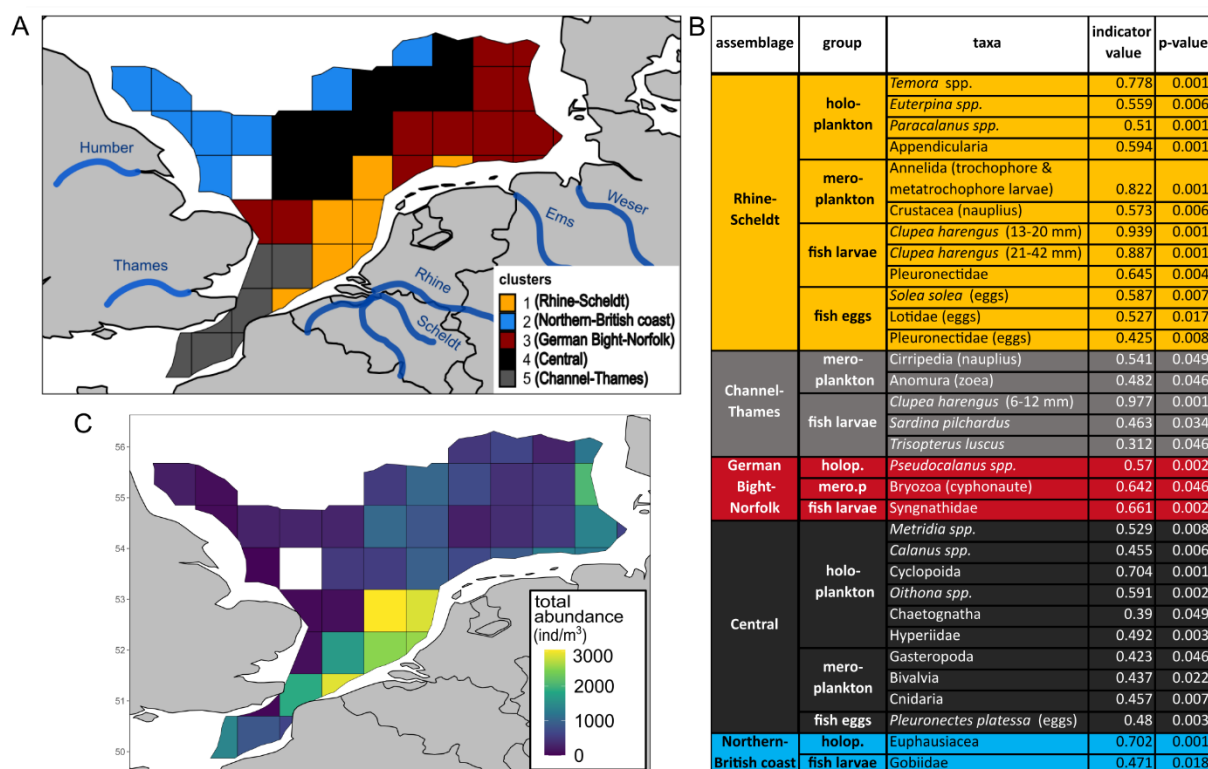 A
Humber
Thames
Weser
Ems
Rhine
Scheldt
clusters
1 (Rhine-Scheldt)
2 (Northern-British coast)
3 (German Bight-Norfolk)
4 (Central)
5 (Channel-Thames)
B
assemblage group taxa indicator value p-value
Rhine-Scheldt
holo-plankton
Temora spp. 0.778 0.001
Euterpina spp. 0.559 0.006
Paracalanus spp. 0.51 0.001
Appendicularia 0.594 0.001
mero-plankton
Annelida (trochophore &
metatrochophore larvae) 0.822 0.001
Crustacea (nauplius) 0.573 0.006
fish larvae
Clupea harengus (13-20 mm) 0.939 0.001
Clupea harengus (21-42 mm) 0.887 0.001
Pleuronectidae 0.645 0.004
fish eggs
Solea solea (eggs) 0.587 0.007
Lotidae (eggs) 0.527 0.017
Pleuronectidae (eggs) 0.425 0.008
Channel-Thames
mero-plankton
Cirripedia (nauplius) 0.541 0.049
Anomura (zoea) 0.482 0.046
fish larvae
Clupea harengus (6-12 mm) 0.977 0.001
Sardina pilchardus 0.463 0.034
Trisopterus luscus 0.312 0.046
German Bight-Norfolk
holop. Pseudocalanus spp. 0.57 0.002
mero.p Bryozoa (cyphonaute) 0.642 0.046
fish larvae Syngnathidae 0.661 0.002
Central
holo-plankton
Metridia spp. 0.529 0.008
Calanus spp. 0.455 0.006
Cyclopoida 0.704 0.001
Oithona spp. 0.591 0.002
Chaetognatha 0.39 0.049
Hyperiidae 0.492 0.003
mero-plankton
Gasteropoda 0.423 0.046
Bivalvia 0.437 0.022
Cnidaria 0.457 0.007
fish eggs Pleuronectes platessa (eggs) 0.48 0.003
Northern-British coast
holop. Euphausiacea 0.702 0.001
fish larvae Gobiidae 0.471 0.018
C
56
55
54
53
52
51
50
total
abundance
(ind/m³)
3000
2000
1000
0